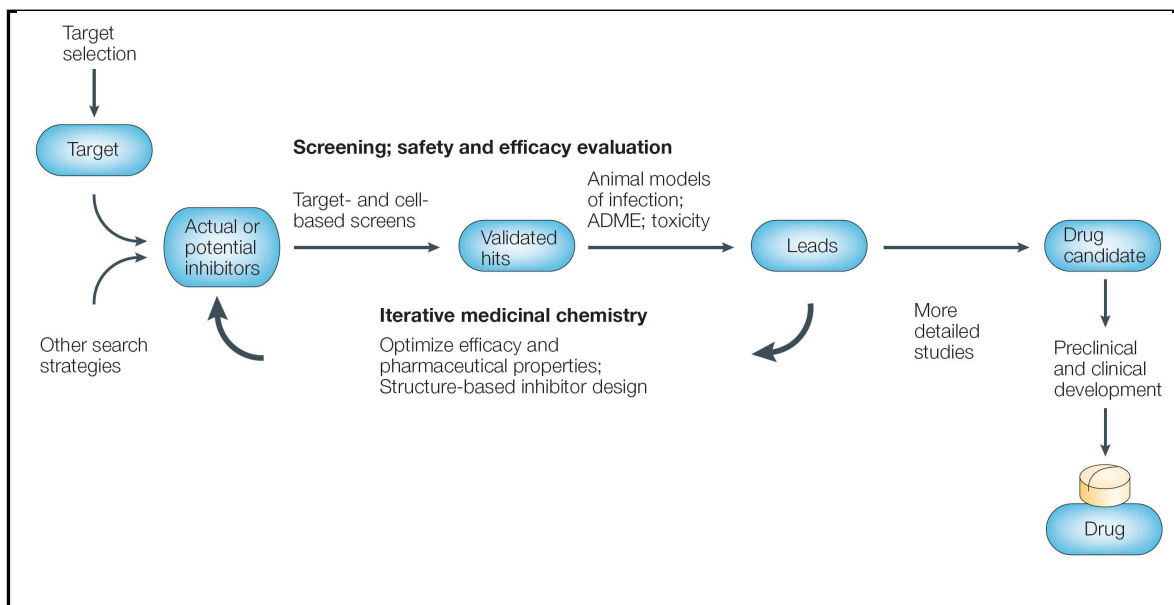 Target
selection
Target
Screening; safety and efficacy evaluation
Target- and cell-
based screens
Animal models
of infection;
ADME; toxicity
Actual or
potential
inhibitors
Validated
hits
Leads
Drug
candidate
Other search
strategies
Iterative medicinal chemistry
Optimize efficacy and
pharmaceutical properties;
Structure-based inhibitor design
More
detailed
studies
Preclinical
and clinical
development
Drug